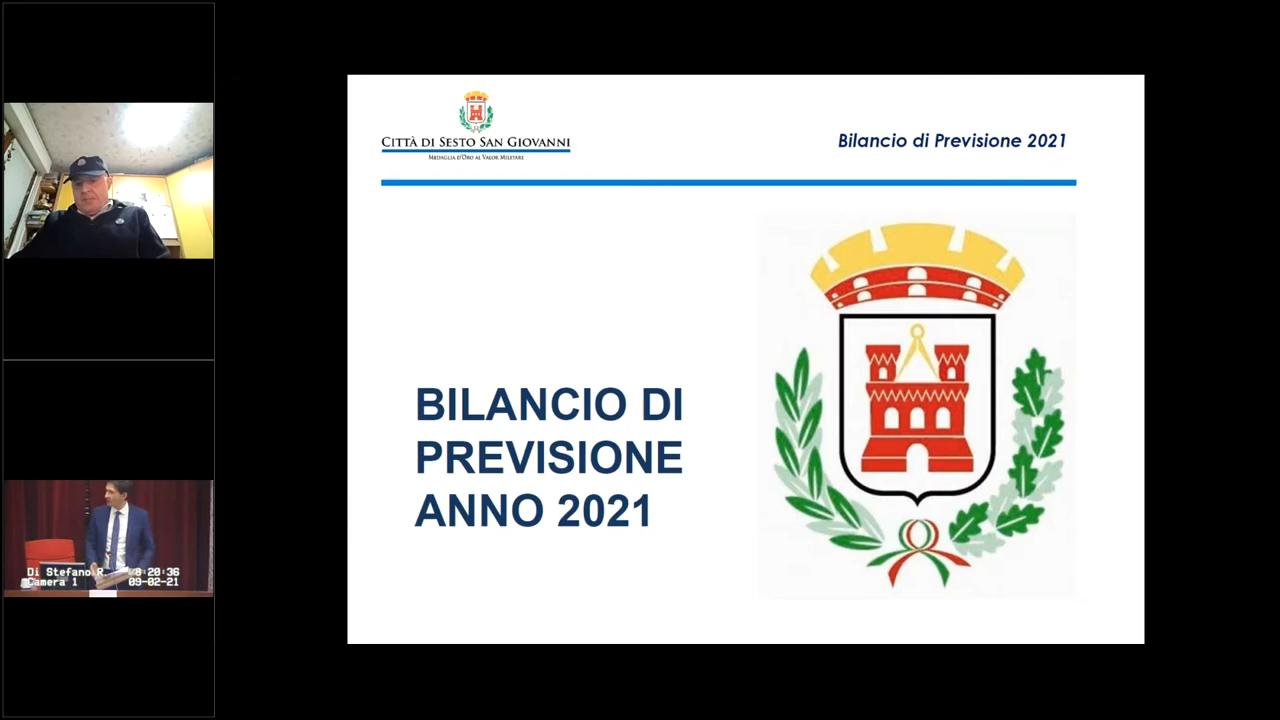 CITTÀ DI SESTO SAN GIOVANNI
MEDAGLIA D'ORO AL VALOR MILITARE
Bilancio di Previsione 2021
BILANCIO DI
PREVISIONE
ANNO 2021
Di Stefano R. 8:20:36
Camera 1 09-02-21